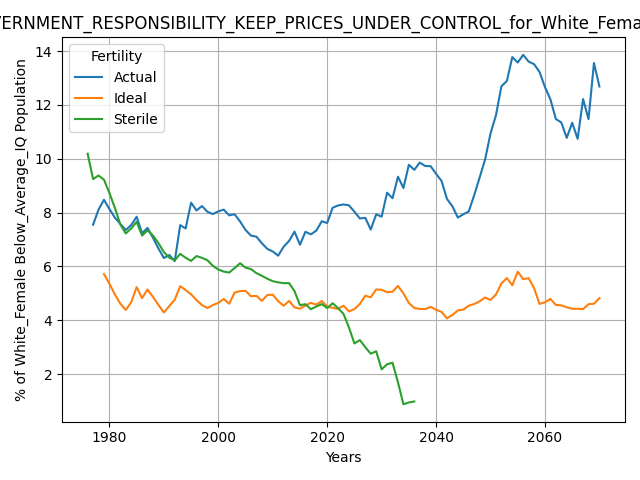 VERNMENT_RESPONSIBILITY_KEEP_PRICES_UNDER_CONTROL_for_White_Fema
% of White_Female Below_Average_IQ Population
14
12
10
8
6
4
2
Fertility
Actual
Ideal
Sterile
1980
2000
2020
2040
2060
Years